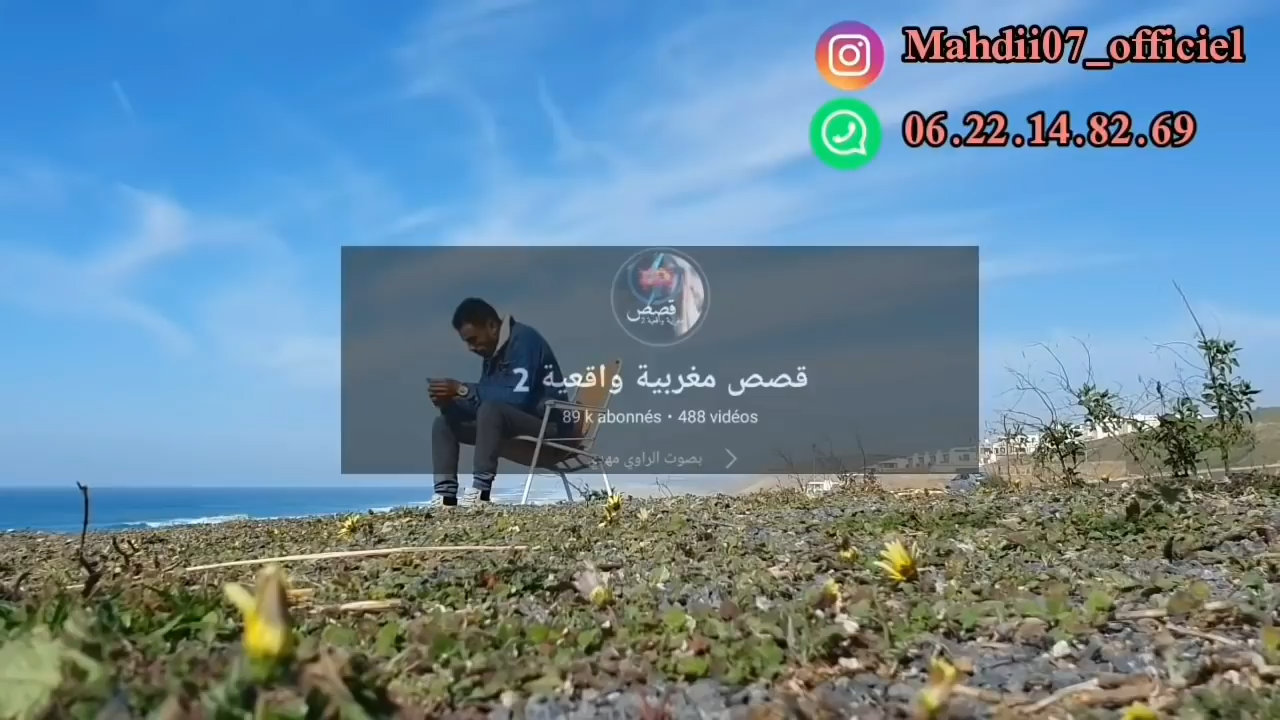 Mahdii07_officiel
06.22.14.82.69
قصص
قصص مغربية واقعية 2
89 k abonnés • 488 vidéos
بصوت الراوي مهدي